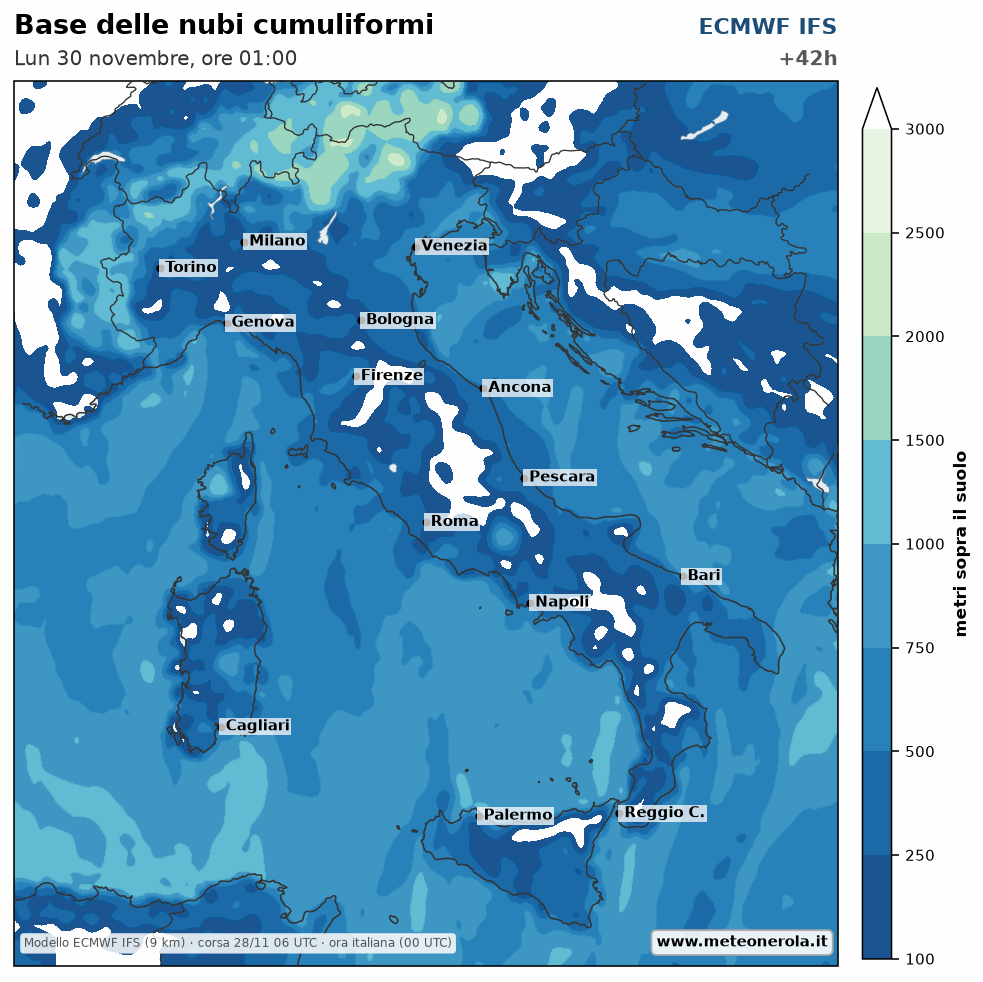 Base delle nubi cumuliformi
ECMWF IFS
Lun 30 novembre, ore 01:00
+42h
3000
2500
2000
1500
1000
750
500
250
100
metri sopra il suolo
Milano
Venezia
Torino
Genova
Bologna
Firenze
Ancona
Pescara
Roma
Bari
Napoli
Cagliari
Palermo
Reggio C.
Modello ECMWF IFS (9 km) · corsa 28/11 06 UTC · ora italiana (00 UTC)
www.meteonerola.it